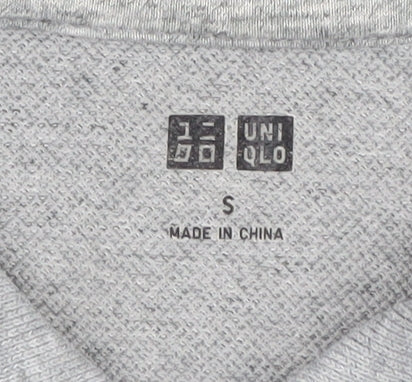 ユニ UNI
クロ QLO
S
MADE IN CHINA